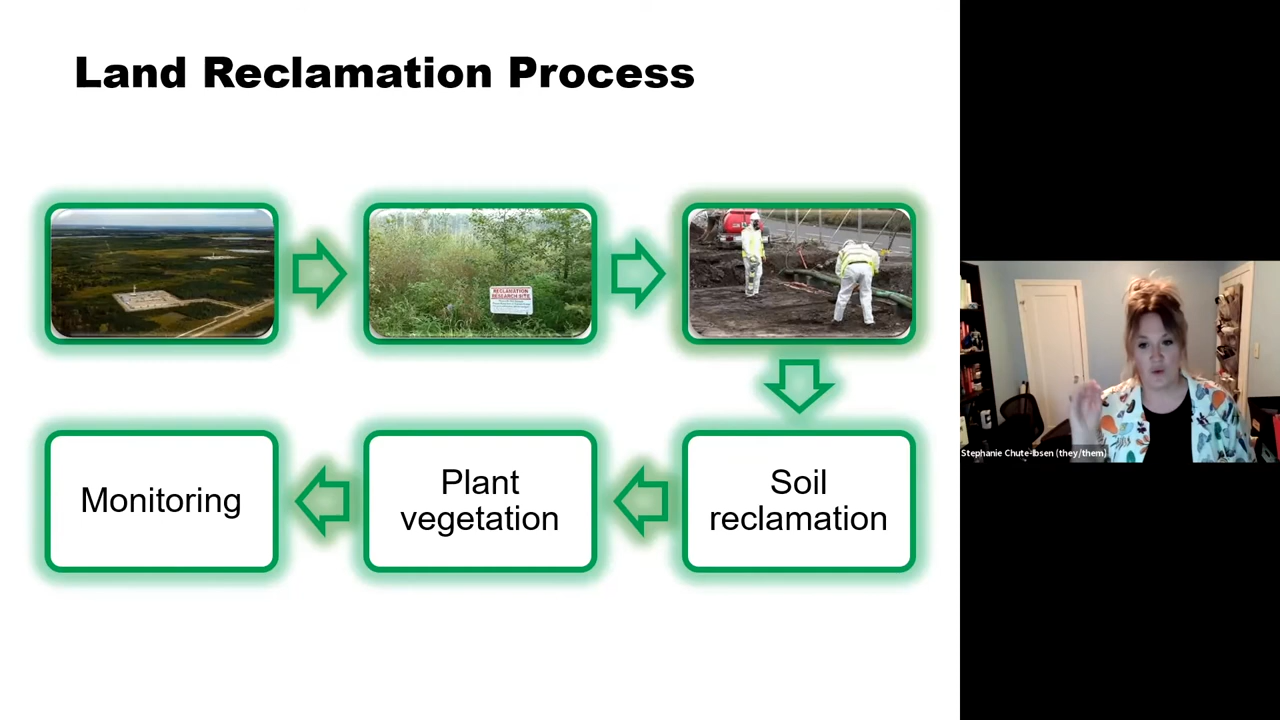 Land Reclamation Process
RECLAMATION
RESEARCH SITE
Monitoring
Plant
vegetation
Soil
reclamation
Stephanie Chute-Ibsen (they/them)